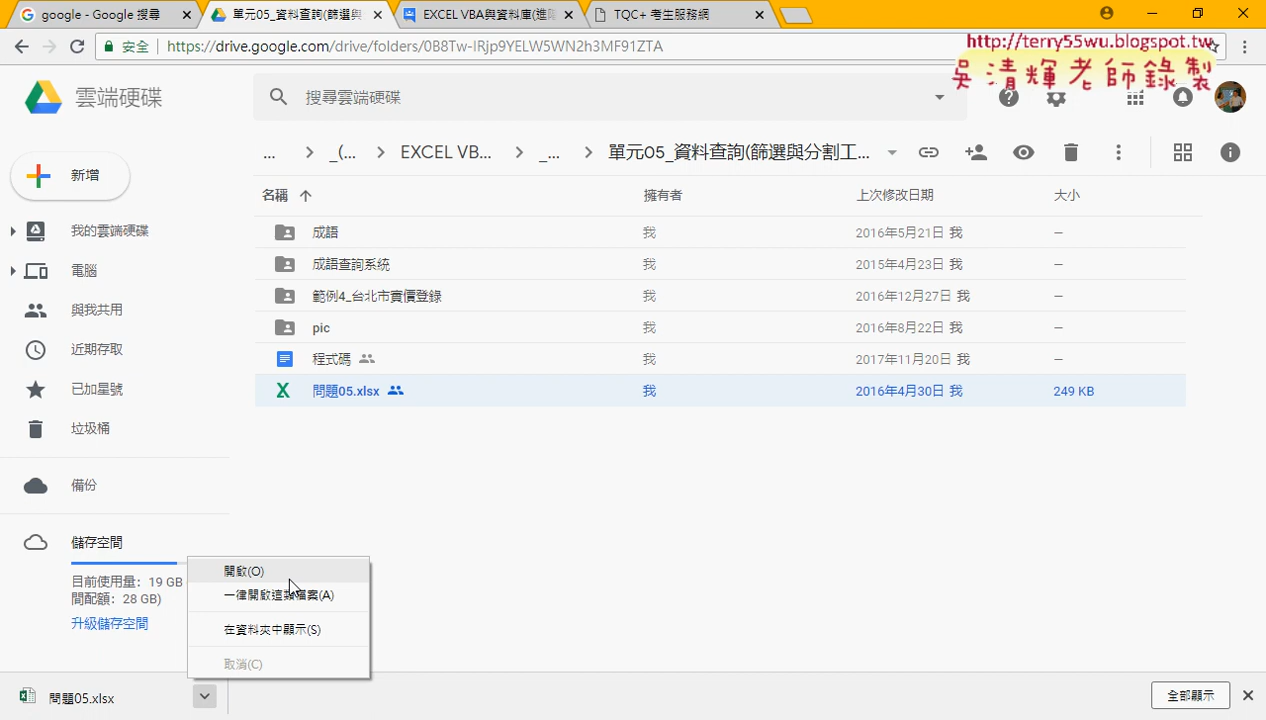 google - Google 搜尋
單元05_資料查詢(篩選與
EXCEL VBA與資料庫(進階
TQC+ 考生服務網
安全
https://drive.google.com/drive/folders/0B8Tw-IRjp9YELW5WN2h3MF91ZTA
http://terry55wu.blogspot.tw
吳清輝老師錄製
雲端硬碟
搜尋雲端硬碟
新增
... > _(... > EXCEL VB... > _... > 單元05_資料查詢(篩選與分割工...
名稱 擁有者 上次修改日期 大小
成語 我 2016年5月21日 我 –
成語查詢系統 我 2015年4月23日 我 –
範例4_台北市實價登錄 我 2016年12月27日 我 –
pic 我 2016年8月22日 我 –
程式碼 我 2017年11月20日 我 –
問題05.xlsx 我 2016年4月30日 我 249 KB
我的雲端硬碟
電腦
與我共用
近期存取
已加星號
垃圾桶
備份
儲存空間
目前使用量：19 GB
間配額：28 GB)
升級儲存空間
開啟(O)
一律開啟這類檔案(A)
在資料夾中顯示(S)
取消(C)
問題05.xlsx
全部顯示